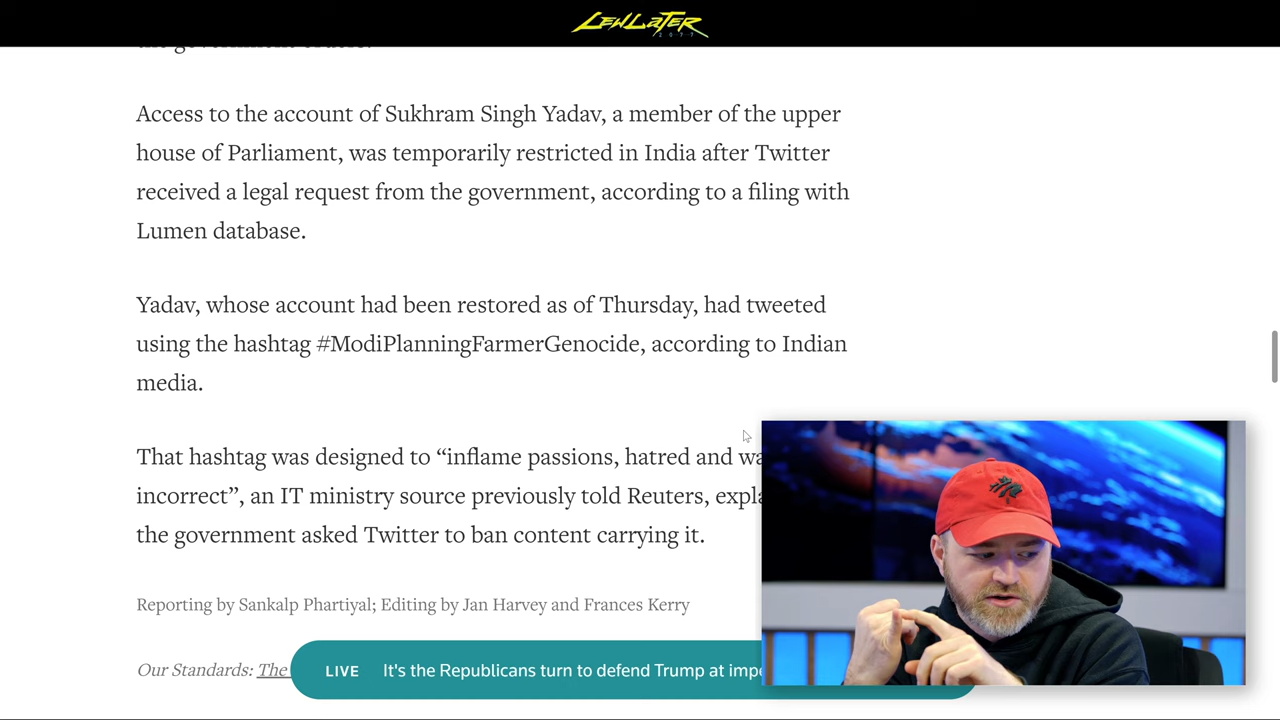 LEWLATER
2077
Access to the account of Sukhram Singh Yadav, a member of the upper
house of Parliament, was temporarily restricted in India after Twitter
received a legal request from the government, according to a filing with
Lumen database.
Yadav, whose account had been restored as of Thursday, had tweeted
using the hashtag #ModiPlanningFarmerGenocide, according to Indian
media.
That hashtag was designed to “inflame passions, hatred and
incorrect”, an IT ministry source previously told Reuters,
the government asked Twitter to ban content carrying it.
Reporting by Sankalp Phartiyal; Editing by Jan Harvey and Frances Kerry
Our Standards: The
LIVE It's the Republicans turn to defend Trump at